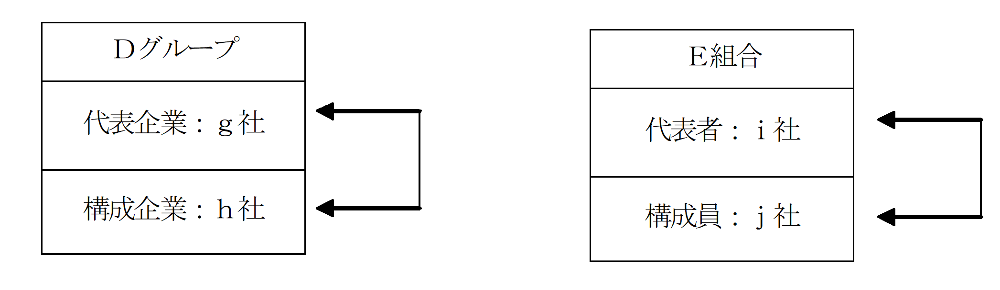 Ｄグループ
代表企業：ｇ社
構成企業：ｈ社
Ｅ組合
代表者：ｉ社
構成員：ｊ社